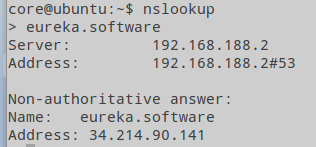 core@ubuntu:~$ nslookup
> eureka.software
Server: 192.168.188.2
Address: 192.168.188.2#53

Non-authoritative answer:
Name: eureka.software
Address: 34.214.90.141